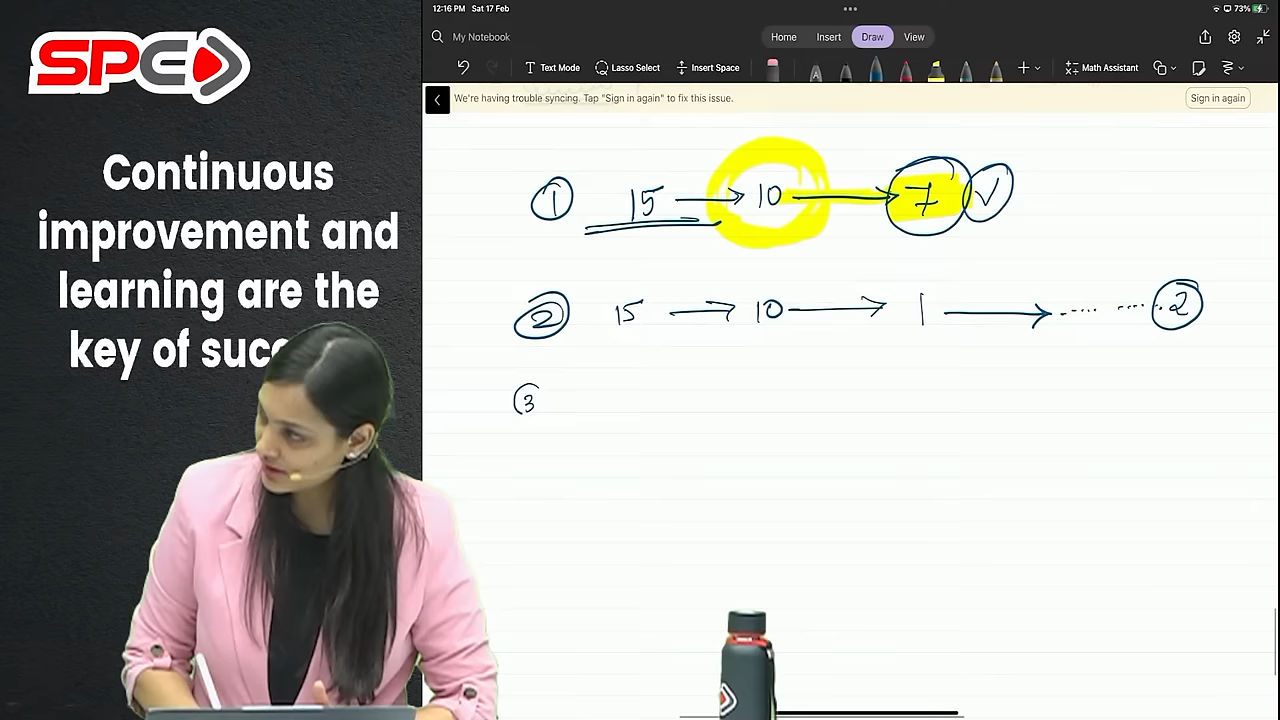 SPC
Continuous
improvement and
learning are the
key of succ
12:16 PM Sat 17 Feb
73%
My Notebook
Home Insert Draw View
Text Mode Lasso Select Insert Space Math Assistant
We're having trouble syncing. Tap "Sign in again" to fix this issue. Sign in again
① 15 → 10 → 7 ✓
② 15 → 10 → 1 → ........ 2
(3